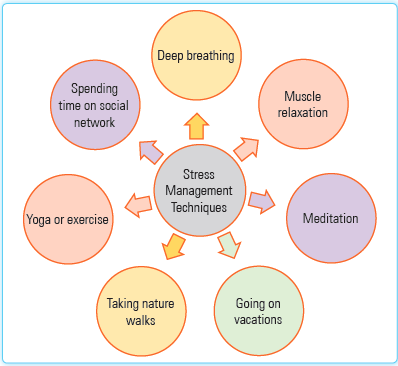 Deep breathing
Muscle
relaxation
Meditation
Going on
vacations
Taking nature
walks
Yoga or exercise
Spending
time on social
network
Stress
Management
Techniques